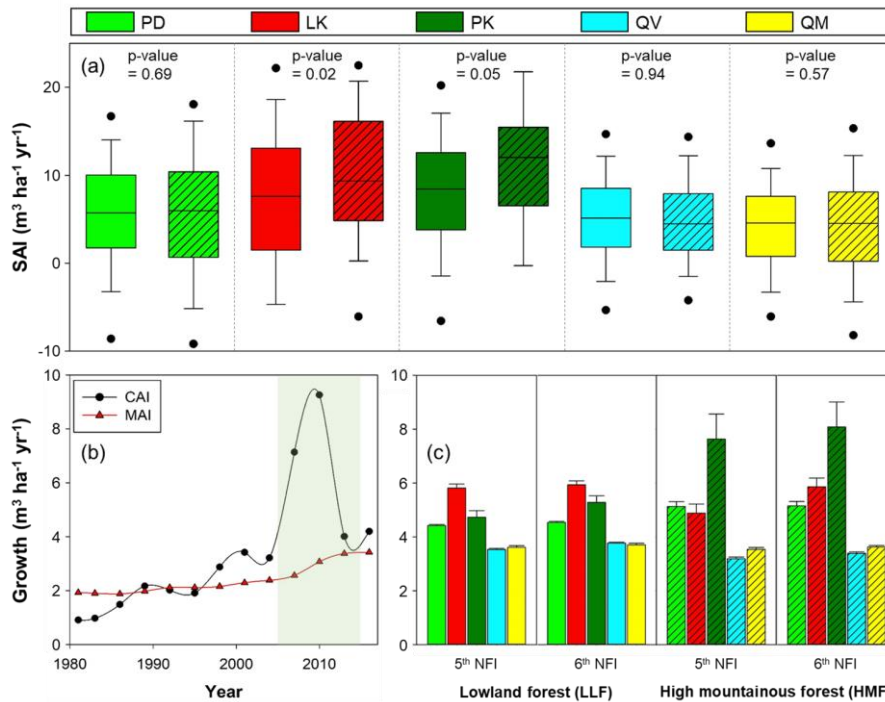 PD LK PK QV QM
(a)
p-value
= 0.69
p-value
= 0.02
p-value
= 0.05
p-value
= 0.94
p-value
= 0.57
SAI (m³ ha⁻¹ yr⁻¹)
20
10
0
-10
CAI
MAI
(b)
Growth (m³ ha⁻¹ yr⁻¹)
10
8
6
4
2
0
1980 1990 2000 2010
Year
(c)
10
8
6
4
2
0
5th NFI 6th NFI 5th NFI 6th NFI
Lowland forest (LLF) High mountainous forest (HMF